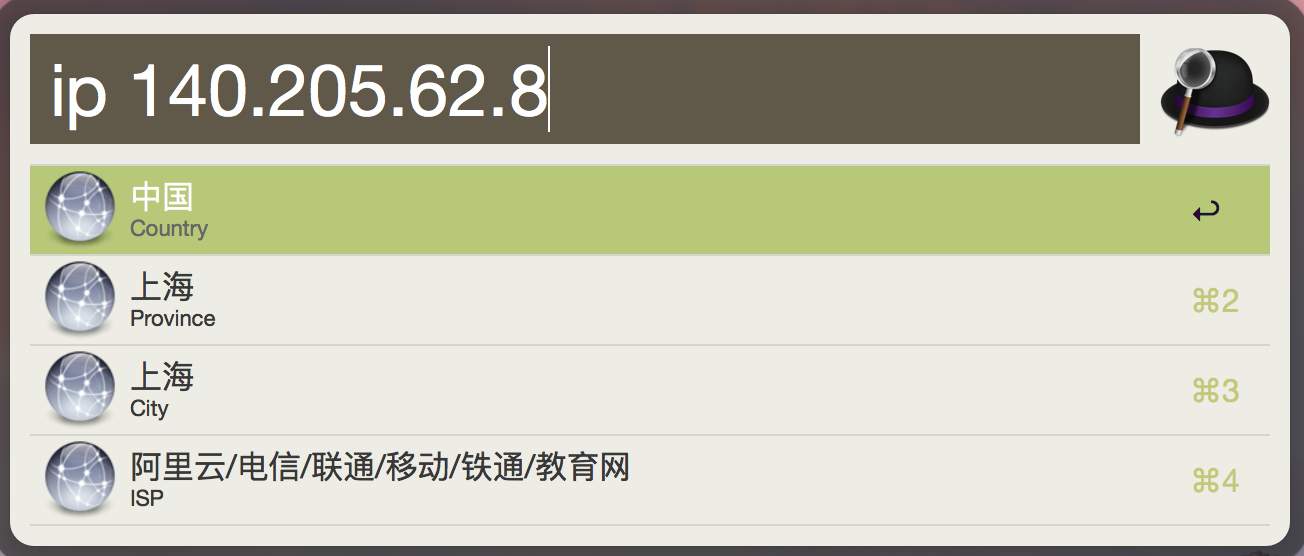 ip 140.205.62.8
中国
Country
上海
Province
⌘2
上海
City
⌘3
阿里云/电信/联通/移动/铁通/教育网
ISP
⌘4